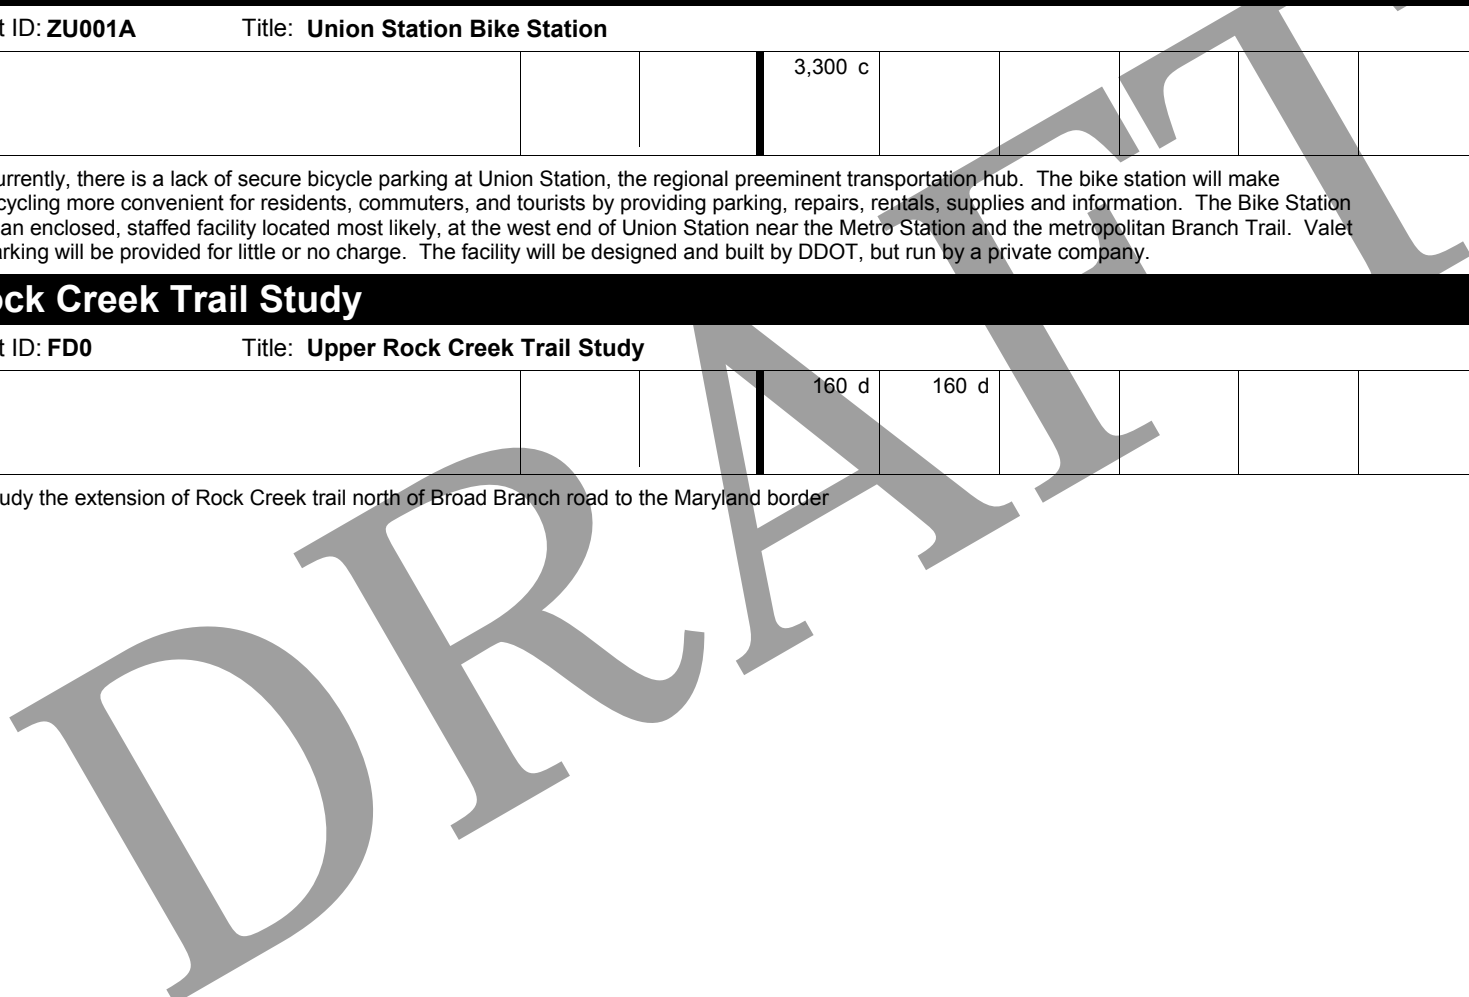 t ID: ZU001A Title: Union Station Bike Station
3,300 c
urrently, there is a lack of secure bicycle parking at Union Station, the regional preeminent transportation hub. The bike station will make
cycling more convenient for residents, commuters, and tourists by providing parking, repairs, rentals, supplies and information. The Bike Station
an enclosed, staffed facility located most likely, at the west end of Union Station near the Metro Station and the metropolitan Branch Trail. Valet
arking will be provided for little or no charge. The facility will be designed and built by DDOT, but run by a private company.
ock Creek Trail Study
t ID: FD0 Title: Upper Rock Creek Trail Study
160 d 160 d
udy the extension of Rock Creek trail north of Broad Branch road to the Maryland border
DRAFT